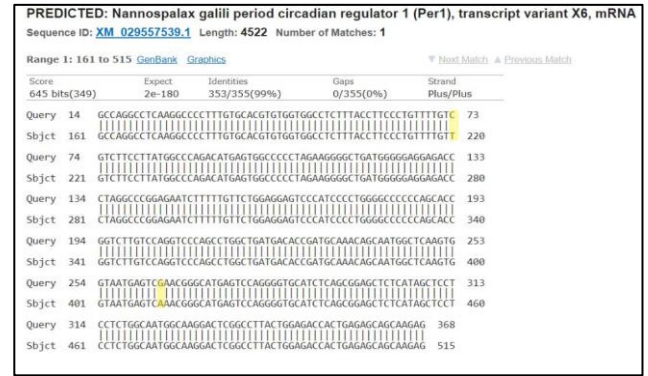 PREDICTED: Nannospalax galili period circadian regulator 1 (Per1), transcript variant X6, mRNA
Sequence ID: XM_029557539.1 Length: 4522 Number of Matches: 1
Range 1: 161 to 515 GenBank Graphics ▼ Next Match ▲ Previous Match
Score Expect Identities Gaps Strand
645 bits(349) 2e-180 353/355(99%) 0/355(0%) Plus/Plus
Query 14 GCCAGGCCTCAAGGCCCCTTTGTGCACGTGTGGTGGCCTCTTTACCTTCCCTGTTTTGTC 73
Sbjct 161 GCCAGGCCTCAAGGCCCCTTTGTGCACGTGTGGTGGCCTCTTTACCTTCCCTGTTTTGTT 220
Query 74 GTCTTCCTTATGGCCCAGACATGAGTGGCCCCCTAGAAGGGGCTGATGGGGGAGGAGACC 133
Sbjct 221 GTCTTCCTTATGGCCCAGACATGAGTGGCCCCCTAGAAGGGGCTGATGGGGGAGGAGACC 280
Query 134 CTAGGCCCGGAGAATCTTTTTGTTCTGGAGGAGTCCCATCCCCTGGGGCCCCCCAGCACC 193
Sbjct 281 CTAGGCCCGGAGAATCTTTTTGTTCTGGAGGAGTCCCATCCCCTGGGGCCCCCCAGCACC 340
Query 194 GGTCTTGTCCAGGTCCCAGCCTGGCTGATGACACCGATGCAAACAGCAATGGCTCAAGTG 253
Sbjct 341 GGTCTTGTCCAGGTCCCAGCCTGGCTGATGACACCGATGCAAACAGCAATGGCTCAAGTG 400
Query 254 GTAATGAGTCGAACGGGCATGAGTCCAGGGGTGCATCTCAGCGGAGCTCTCATAGCTCCT 313
Sbjct 401 GTAATGAGTCAAACGGGCATGAGTCCAGGGGTGCATCTCAGCGGAGCTCTCATAGCTCCT 460
Query 314 CCTCTGGCAATGGCAAGGACTCGGCCTTACTGGAGACCACTGAGAGCAGCAAGAG 368
Sbjct 461 CCTCTGGCAATGGCAAGGACTCGGCCTTACTGGAGACCACTGAGAGCAGCAAGAG 515